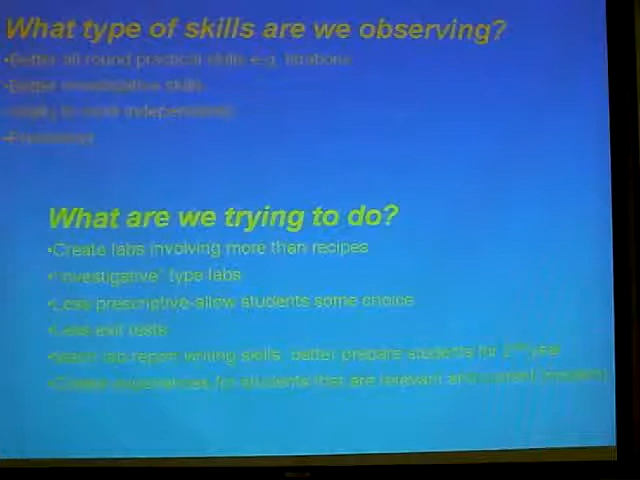 What type of skills are we observing?
•Better all round practical skills e.g. titrations
•Better investigative skills
•Ability to work independently
What are we trying to do?
•Create labs involving more than recipes
•"Investigative" type labs
•Less prescriptive-allow students some choice
•Less exit tests
•Teach lab report writing skills, better prepare students for 2nd year
•Create experiences for students that are relevant and current